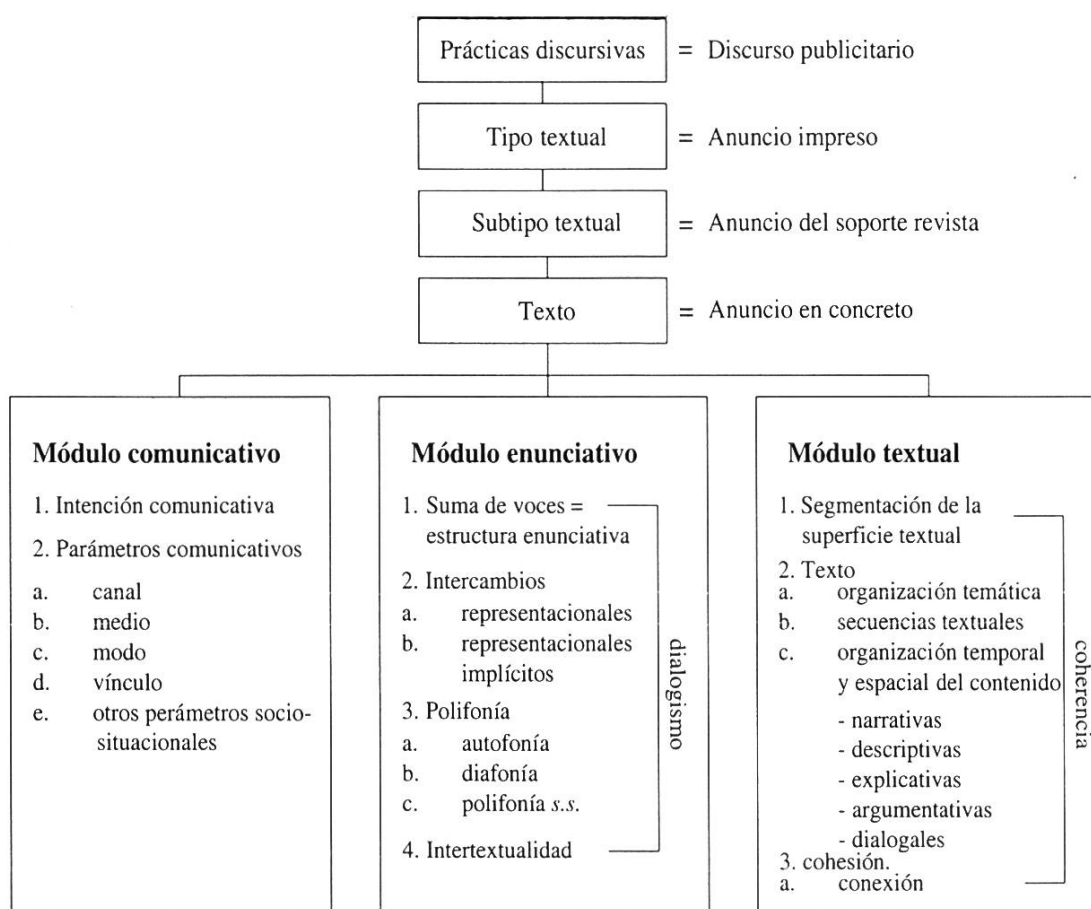 Prácticas discursivas = Discurso publicitario
Tipo textual = Anuncio impreso
Subtipo textual = Anuncio del soporte revista
Texto = Anuncio en concreto
Módulo comunicativo
1. Intención comunicativa
2. Parámetros comunicativos
a. canal
b. medio
c. modo
d. vínculo
e. otros perámetros socio-
situacionales
Módulo enunciativo
1. Suma de voces =
estructura enunciativa
2. Intercambios
a. representacionales
b. representacionales
implícitos
3. Polifonía
a. autofonía
b. diafonía
c. polifonía s.s.
4. Intertextualidad
dialogismo
Módulo textual
1. Segmentación de la
superficie textual
2. Texto
a. organización temática
b. secuencias textuales
c. organización temporal
y espacial del contenido
- narrativas
- descriptivas
- explicativas
- argumentativas
- dialogales
3. cohesión.
a. conexión
coherencia